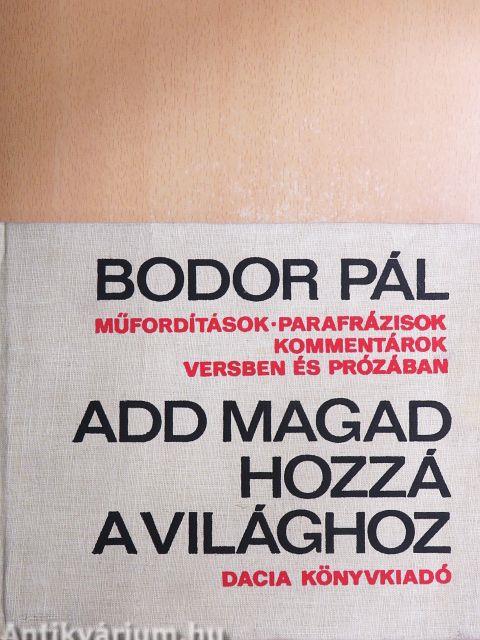 BODOR PÁL
MŰFORDÍTÁSOK·PARAFRÁZISOK
KOMMENTÁROK
VERSBEN ÉS PRÓZÁBAN
ADD MAGAD
HOZZÁ
A VILÁGHOZ
DACIA KÖNYVKIADÓ
Antikvárium.hu